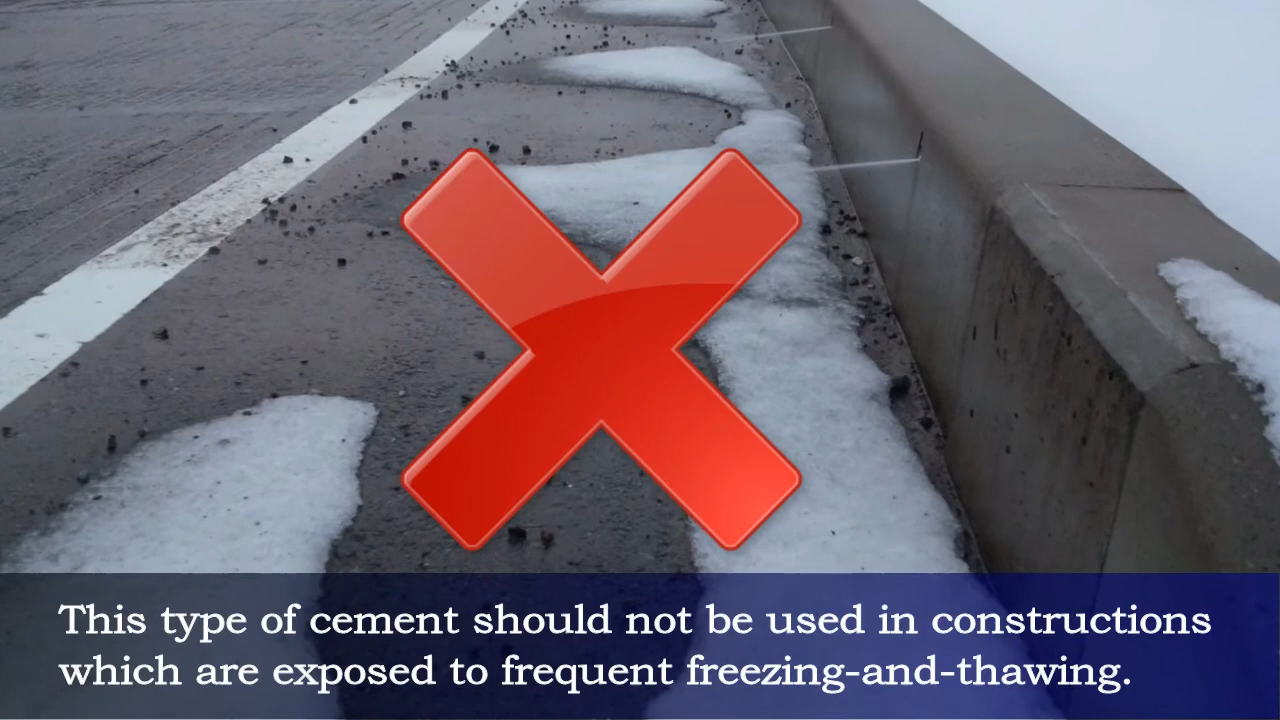 This type of cement should not be used in constructions
which are exposed to frequent freezing-and-thawing.